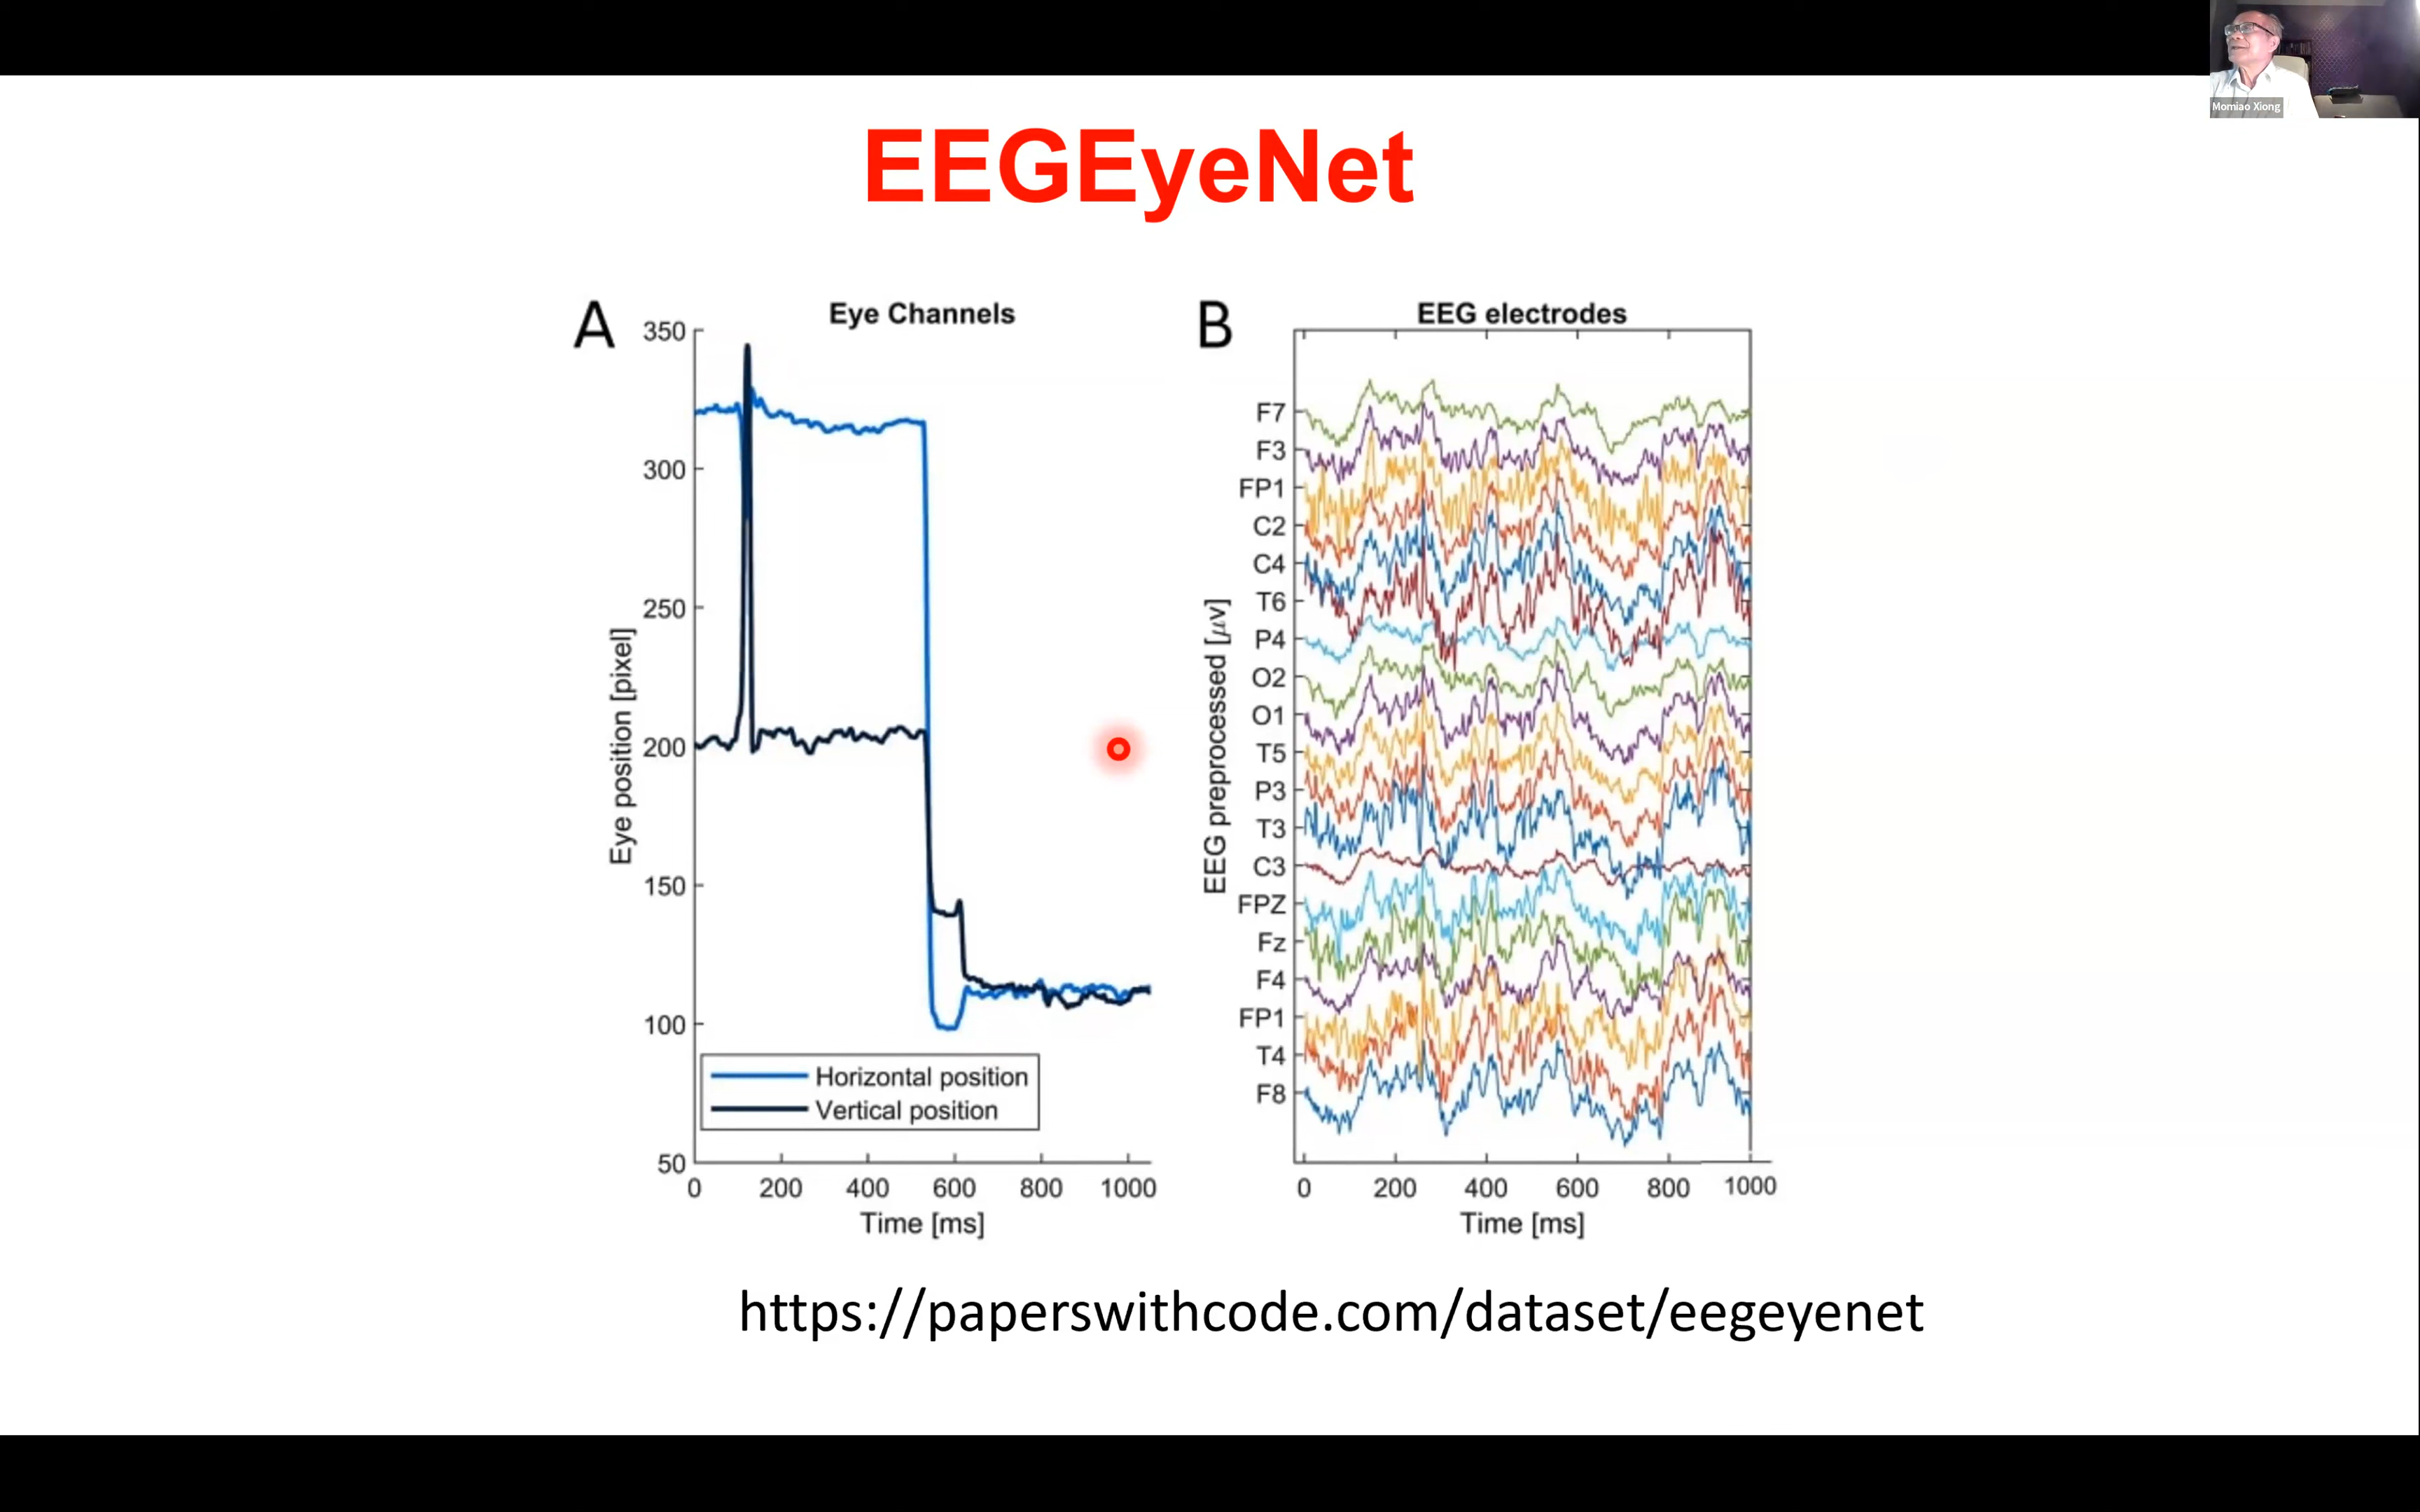 Momiao Xiong
EEGEyeNet
A
Eye Channels
350
300
250
200
150
100
50
Eye position [pixel]
Horizontal position
Vertical position
0 200 400 600 800 1000
Time [ms]
B
EEG electrodes
EEG preprocessed [μv]
F7
F3
FP1
C2
C4
T6
P4
O2
O1
T5
P3
T3
C3
FPZ
Fz
F4
FP1
T4
F8
0 200 400 600 800 1000
Time [ms]
https://paperswithcode.com/dataset/eegeyenet